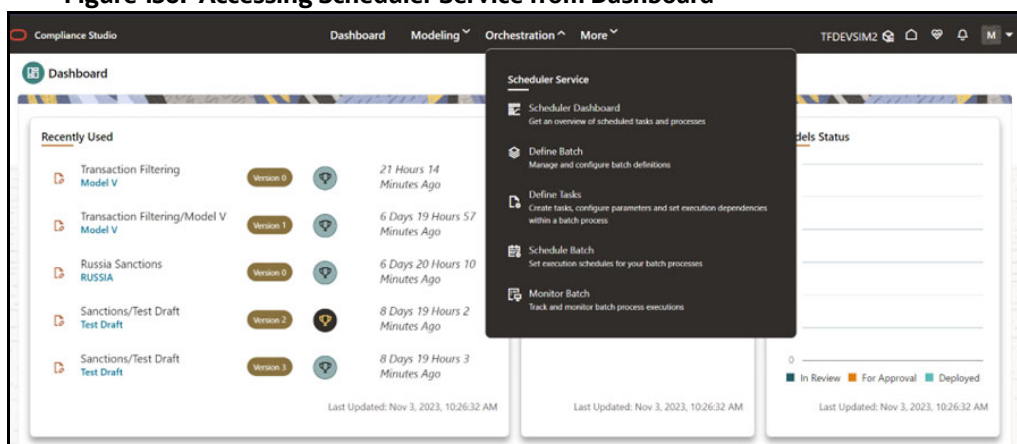 Accessing Scheduler Service from Dashboard
Compliance Studio
Dashboard
Modeling
Orchestration
More
TFDEVSIM2
M
Dashboard
Recently Used
Transaction Filtering
Model V
Version 0
21 Hours 14
Minutes Ago
Transaction Filtering/Model V
Model V
Version 1
6 Days 19 Hours 57
Minutes Ago
Russia Sanctions
RUSSIA
Version 0
6 Days 20 Hours 10
Minutes Ago
Sanctions/Test Draft
Test Draft
Version 2
8 Days 19 Hours 2
Minutes Ago
Sanctions/Test Draft
Test Draft
Version 3
8 Days 19 Hours 3
Minutes Ago
Last Updated: Nov 3, 2023, 10:26:32 AM
Scheduler Service
Scheduler Dashboard
Get an overview of scheduled tasks and processes
Define Batch
Manage and configure batch definitions
Define Tasks
Create tasks, configure parameters and set execution dependencies
within a batch process
Schedule Batch
Set execution schedules for your batch processes
Monitor Batch
Track and monitor batch process executions
Last Updated: Nov 3, 2023, 10:26:32 AM
Status
0
In Review
For Approval
Deployed
Last Updated: Nov 3, 2023, 10:26:32 AM